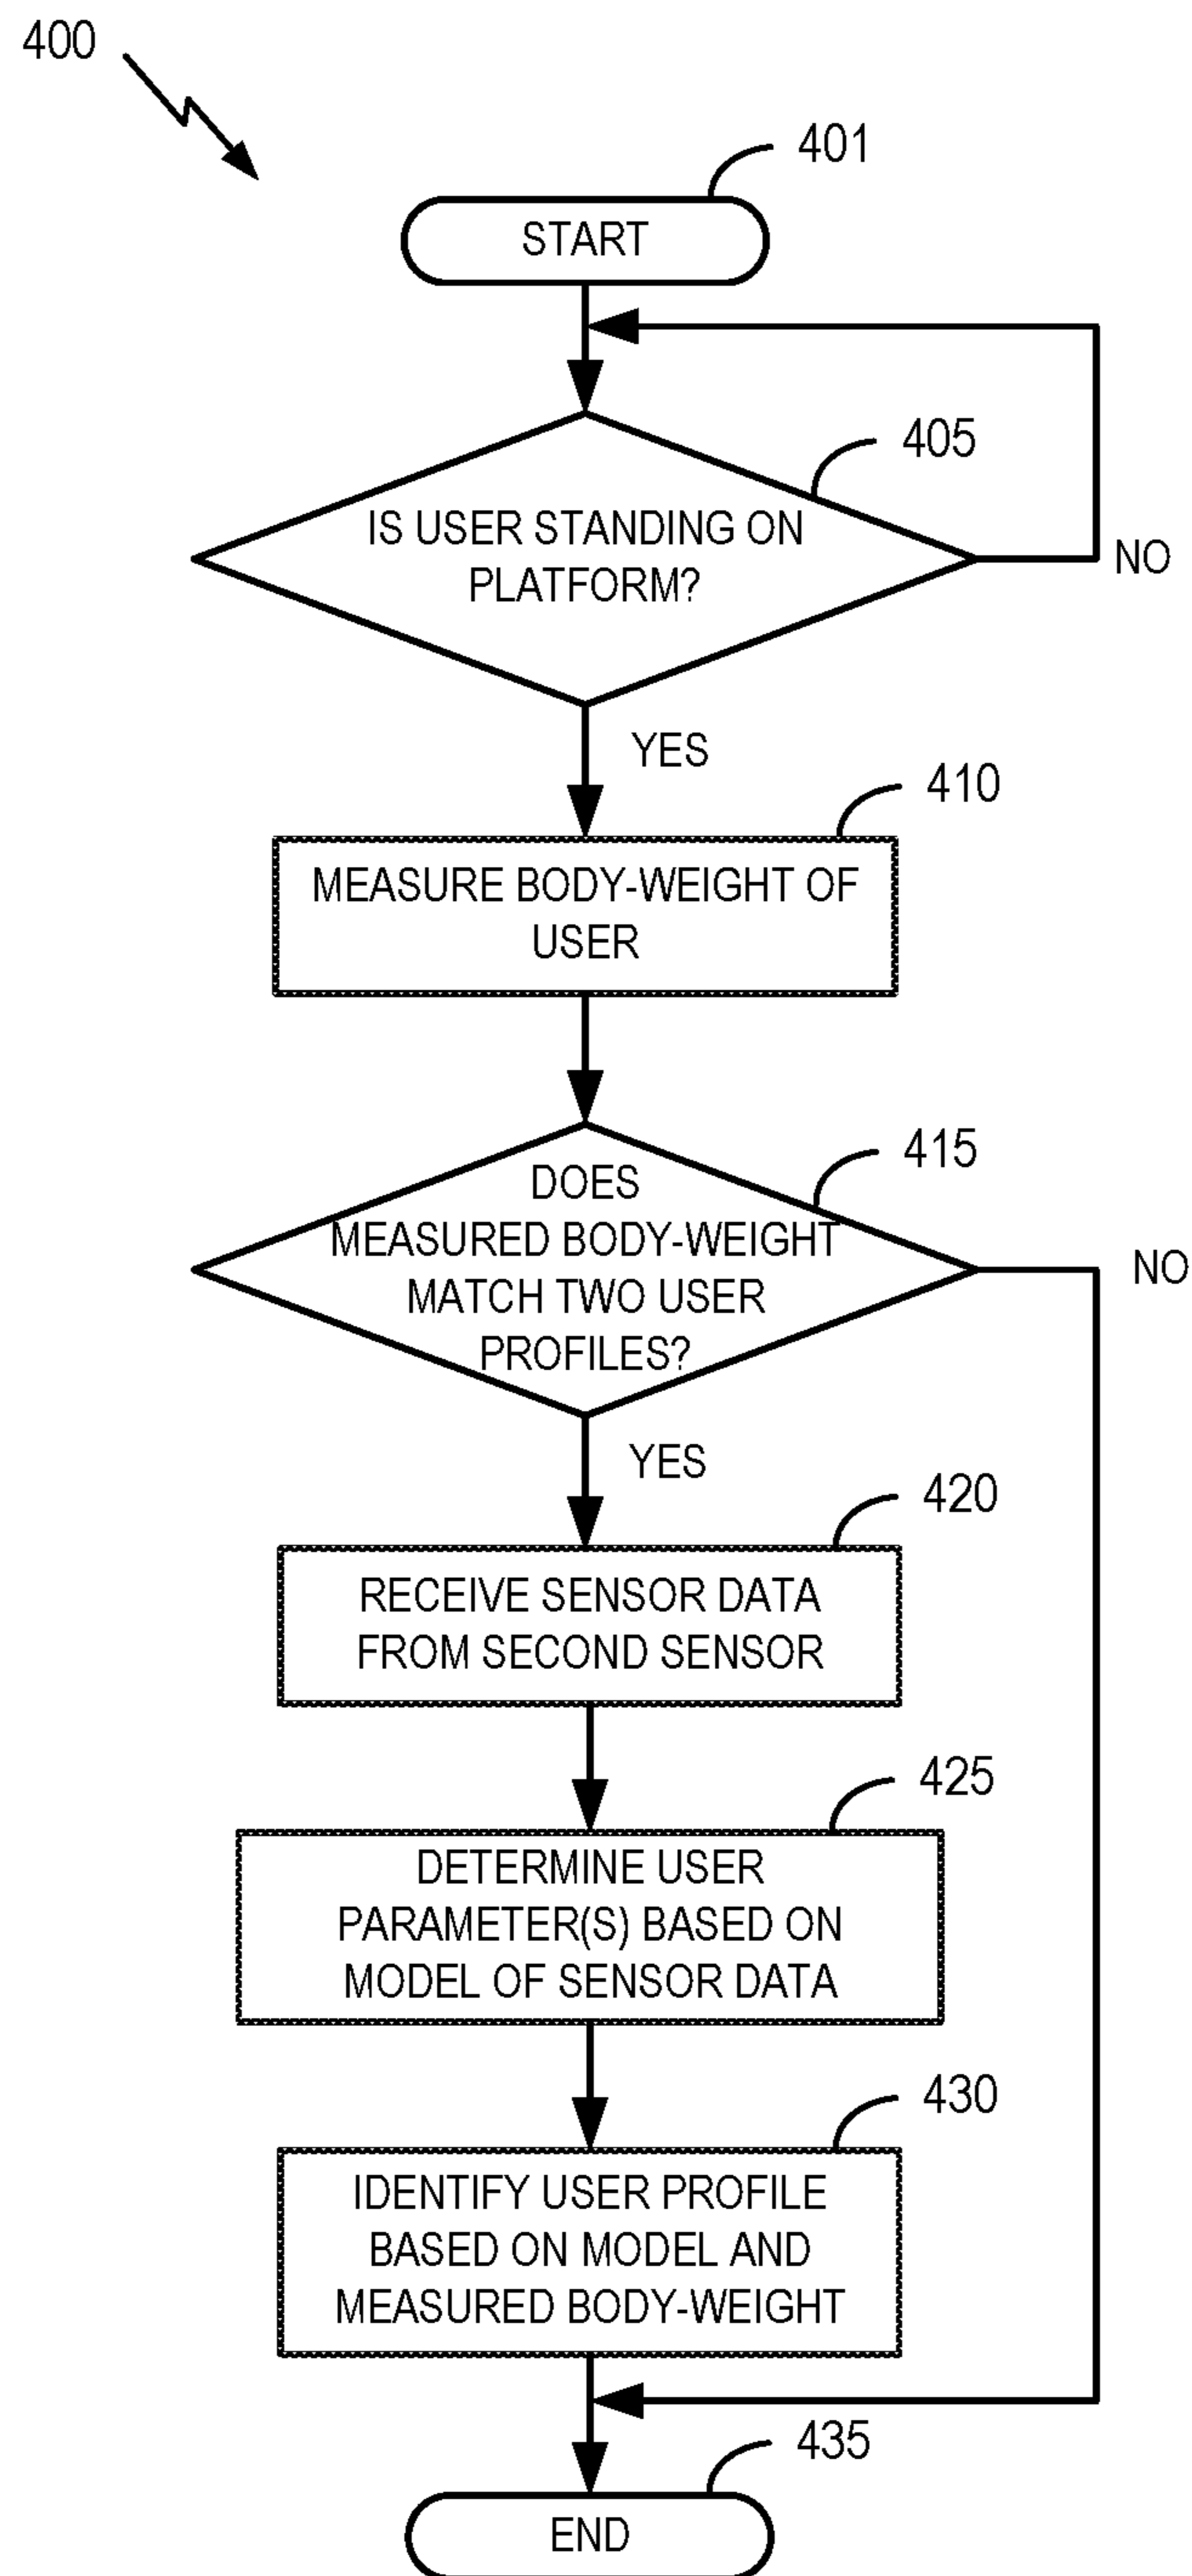 400
401
START
405
IS USER STANDING ON
PLATFORM?
NO
YES
410
MEASURE BODY-WEIGHT OF
USER
415
DOES
MEASURED BODY-WEIGHT
MATCH TWO USER
PROFILES?
NO
YES
420
RECEIVE SENSOR DATA
FROM SECOND SENSOR
425
DETERMINE USER
PARAMETER(S) BASED ON
MODEL OF SENSOR DATA
430
IDENTIFY USER PROFILE
BASED ON MODEL AND
MEASURED BODY-WEIGHT
435
END